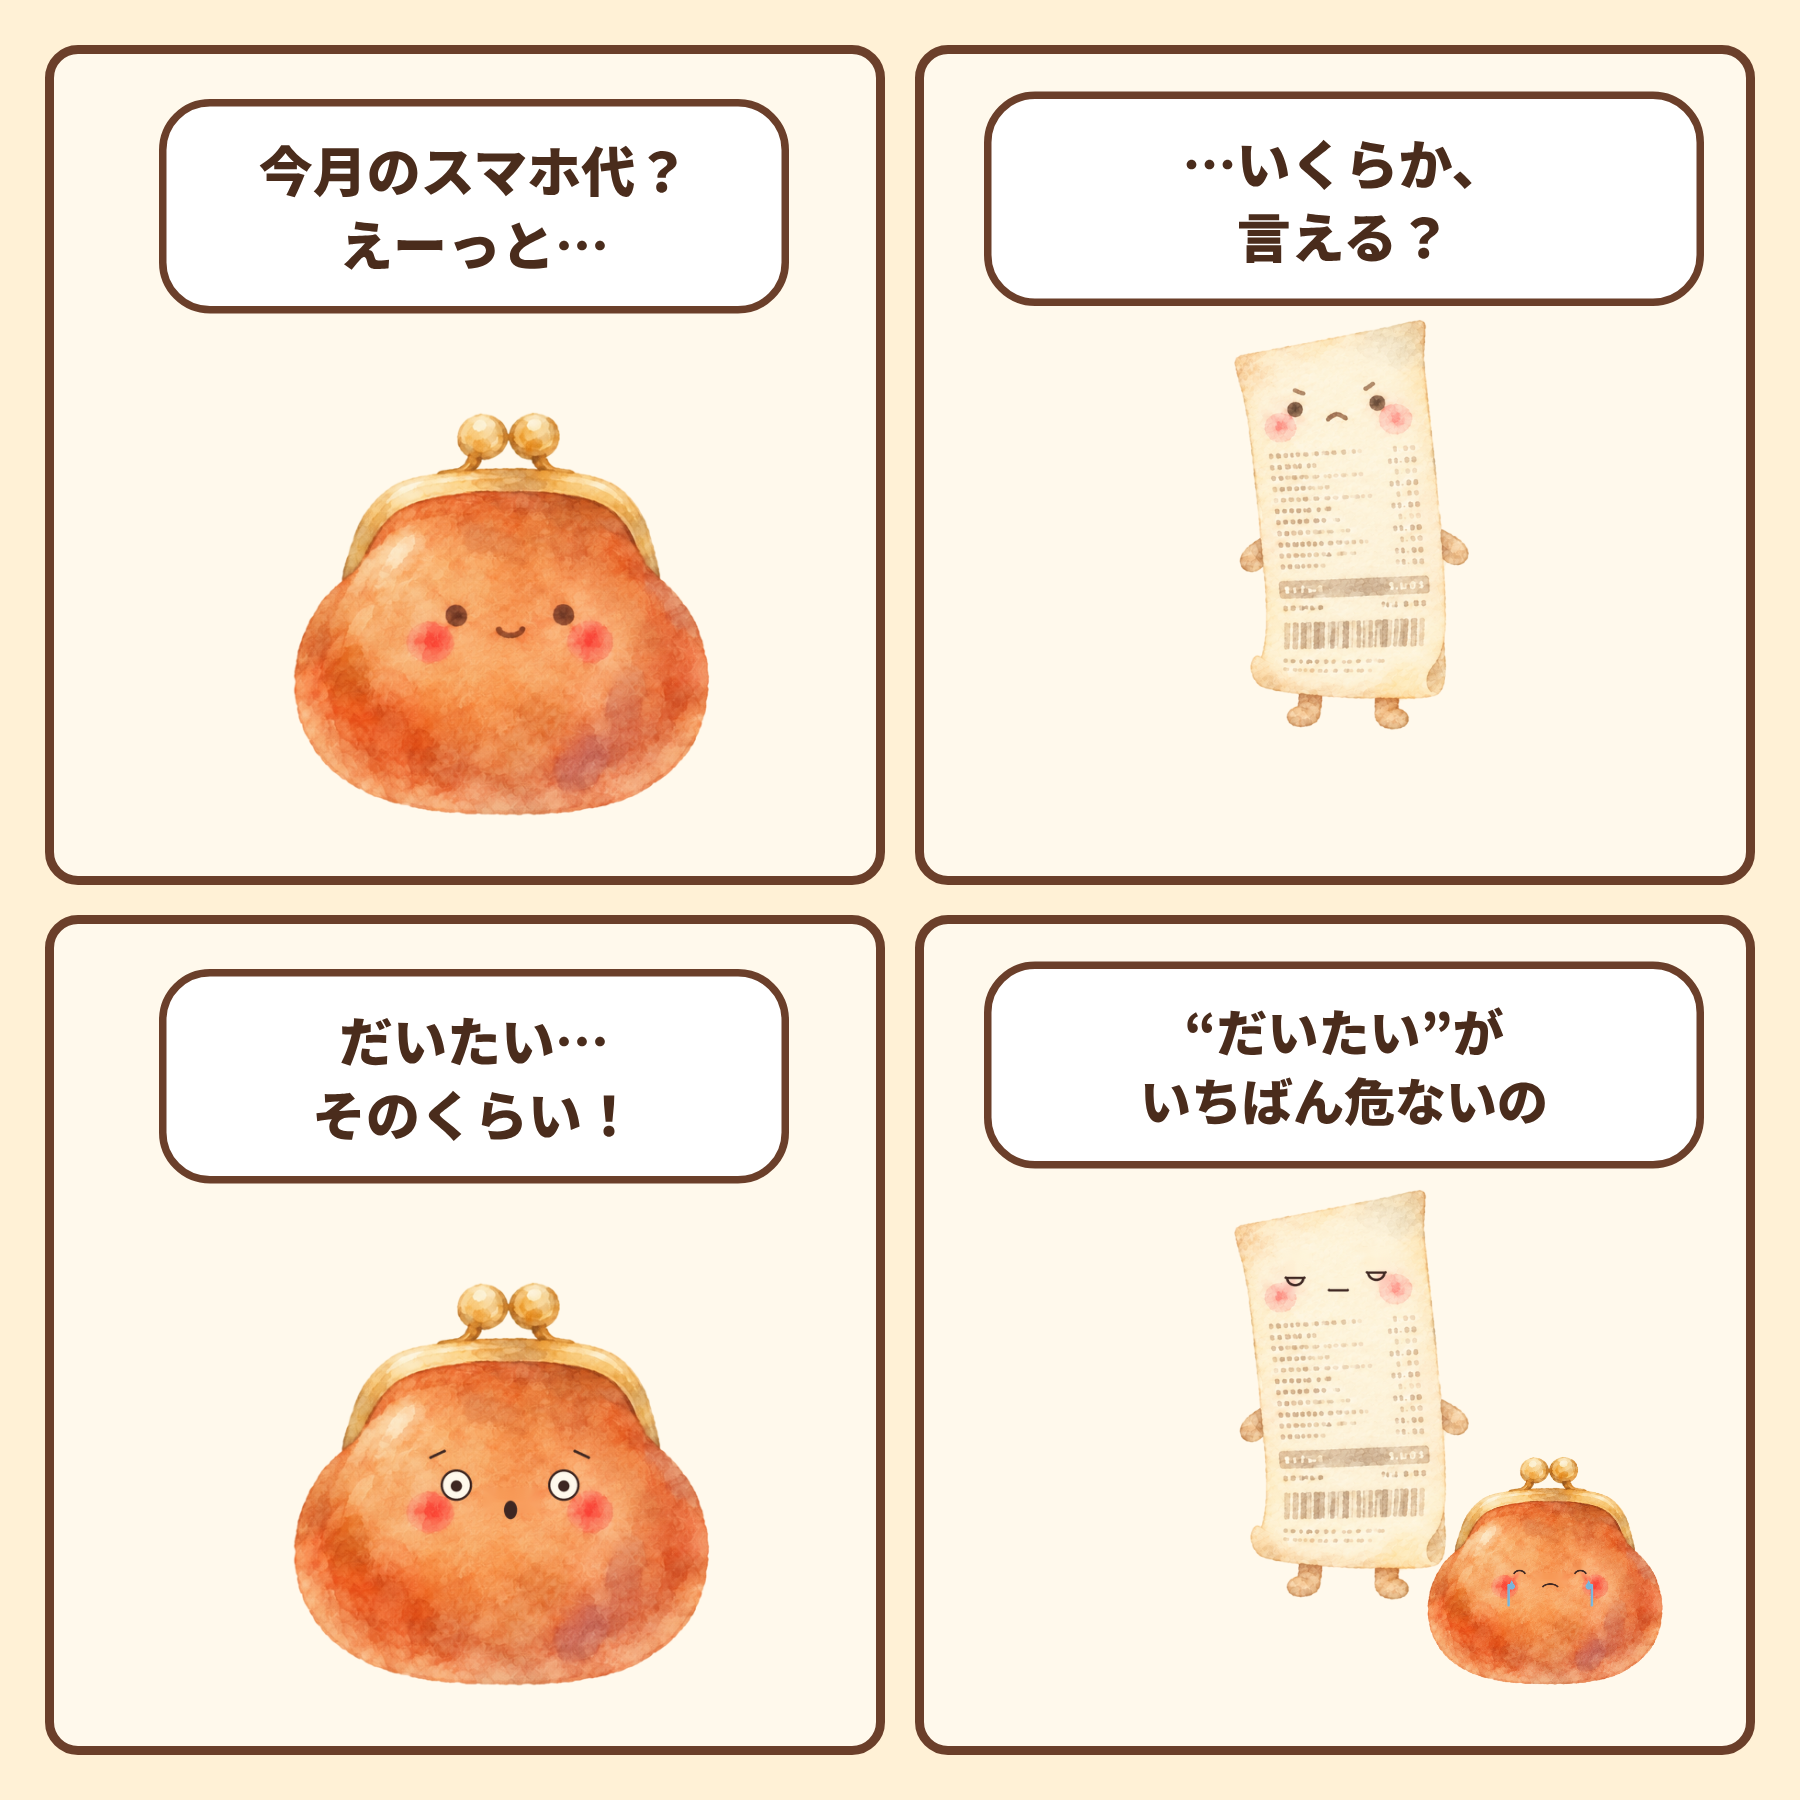 今月のスマホ代？
えーっと…
…いくらか、
言える？
だいたい…
そのくらい！
“だいたい”が
いちばん危ないの